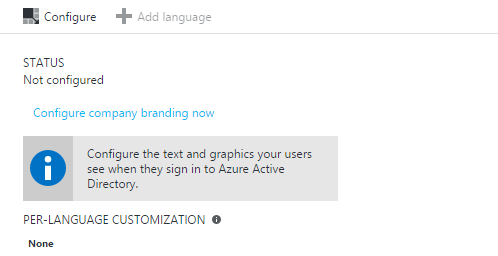 Configure Add language
STATUS
Not configured
Configure company branding now
Configure the text and graphics your users
see when they sign in to Azure Active
Directory.
PER-LANGUAGE CUSTOMIZATION
None